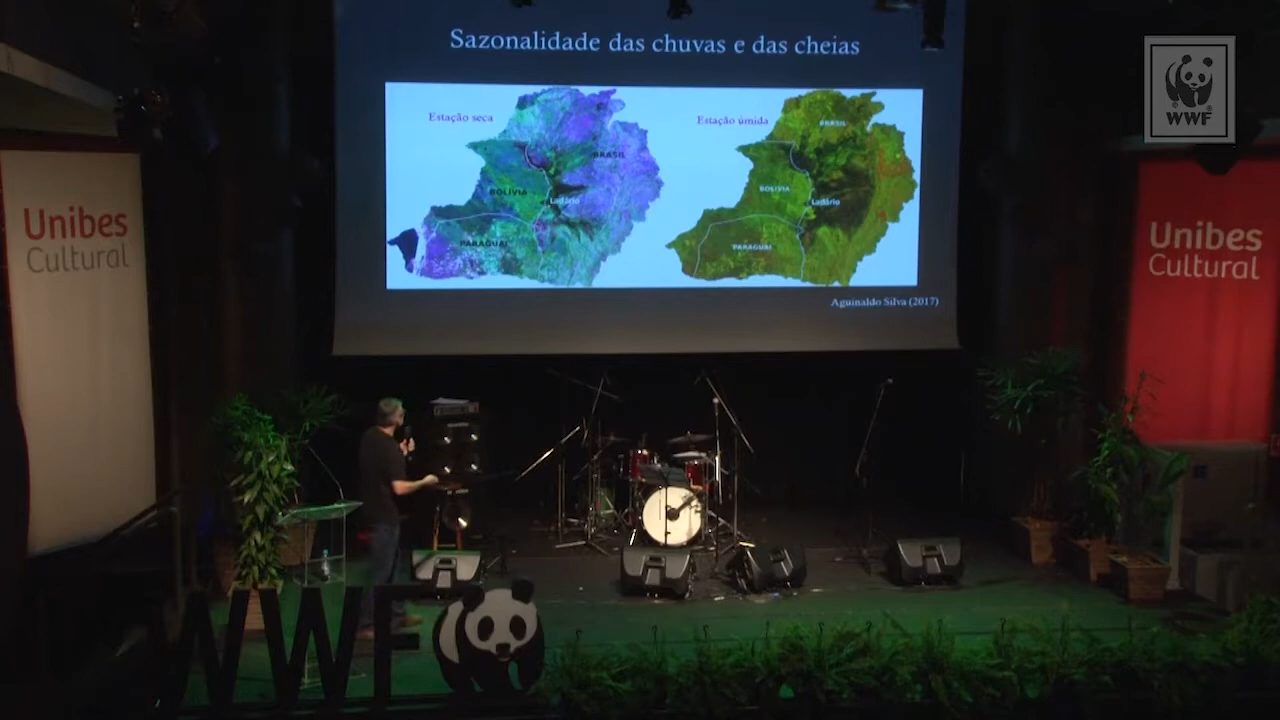 Sazonalidade das chuvas e das cheias
Estação seca
BRASIL
BOLIVIA
Ladário
PARAGUAI
Estação úmida
BRASIL
BOLIVIA
Ladário
PARAGUAI
Aguinaldo Silva (2017)
WWF
Unibes
Cultural
Unibes
Cultural
WWF